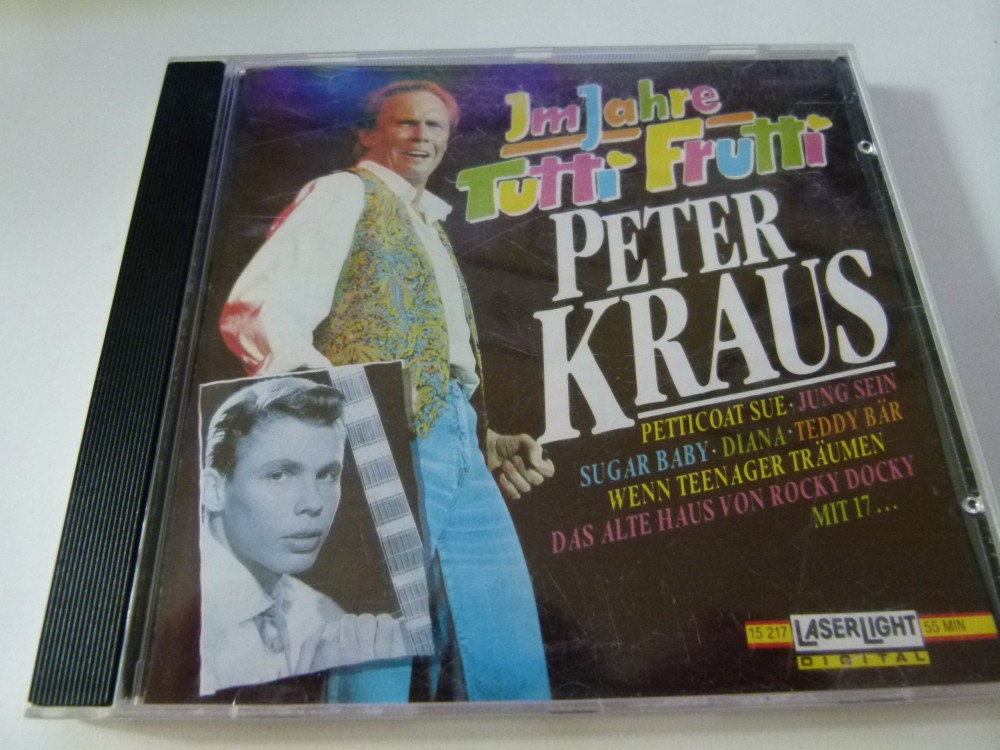 Im Jahre
Tutti Frutti
PETER
KRAUS
PETTICOAT SUE · JUNG SEIN
SUGAR BABY · DIANA · TEDDY BÄR
WENN TEENAGER TRÄUMEN
DAS ALTE HAUS VON ROCKY DOCKY
MIT 17 ...
15 217 LASERLIGHT 55 MIN
DIGITAL